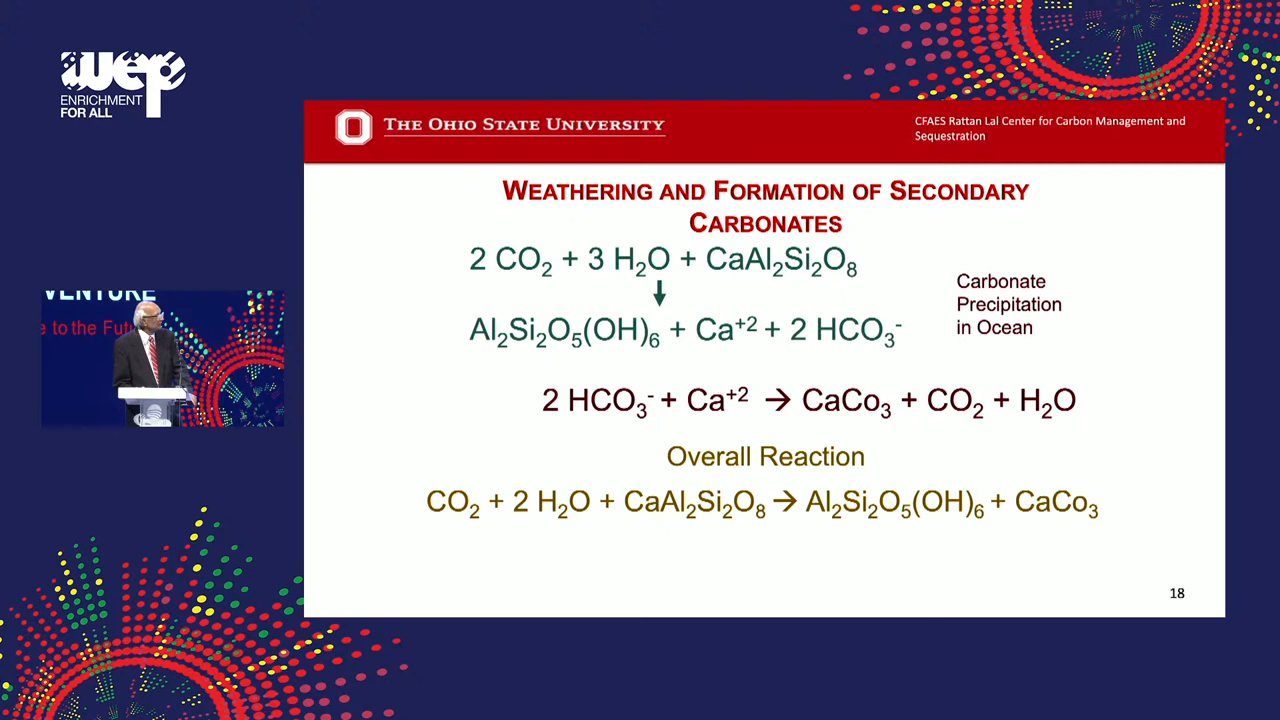 wep
ENRICHMENT
FOR ALL
THE OHIO STATE UNIVERSITY
CFAES Rattan Lal Center for Carbon Management and
Sequestration
WEATHERING AND FORMATION OF SECONDARY
CARBONATES
2 CO₂ + 3 H₂O + CaAl₂Si₂O₈
↓
Al₂Si₂O₅(OH)₆ + Ca⁺² + 2 HCO₃⁻
Carbonate
Precipitation
in Ocean
2 HCO₃⁻ + Ca⁺² → CaCo₃ + CO₂ + H₂O
Overall Reaction
CO₂ + 2 H₂O + CaAl₂Si₂O₈ → Al₂Si₂O₅(OH)₆ + CaCo₃
18
VENTURE
e to the Futu